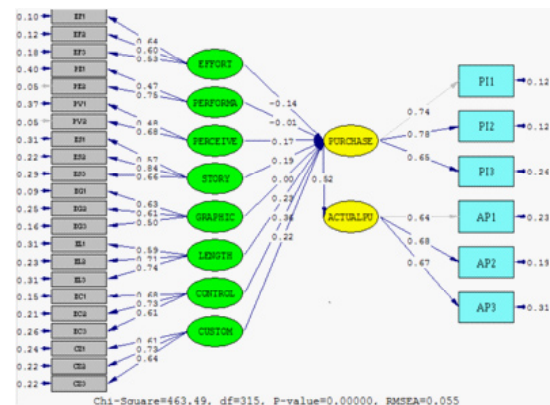 0.10 EF1
0.12 EF2
0.18 EF3
0.40 PE1
0.05 PE2
0.37 PV1
0.05 PV2
0.31 ES1
0.22 ES2
0.29 ES3
0.09 EG1
0.25 EG2
0.16 EG3
0.31 EL1
0.23 EL2
0.31 EL3
0.15 EC1
0.21 EC2
0.26 EC3
0.24 CZ1
0.22 CZ2
0.22 CZ3
0.64
0.60
0.53
0.47
0.75
0.68
0.57
0.84
0.66
0.63
0.61
0.50
0.59
0.71
0.74
0.68
0.73
0.61
0.61
0.73
0.64
EFFORT
PERFORMA
PERCEIVE
STORY
GRAPHIC
LENGTH
CONTROL
CUSTOM
-0.14
-0.01
0.17
0.19
0.00
0.23
0.36
0.22
PURCHASE
0.52
ACTUALPU
0.74
0.78
0.65
0.64
0.68
0.67
PI1 0.12
PI2 0.12
PI3 0.24
AP1 0.23
AP2 0.19
AP3 0.31
Chi-Square=463.49, df=315, P-value=0.00000, RMSEA=0.055